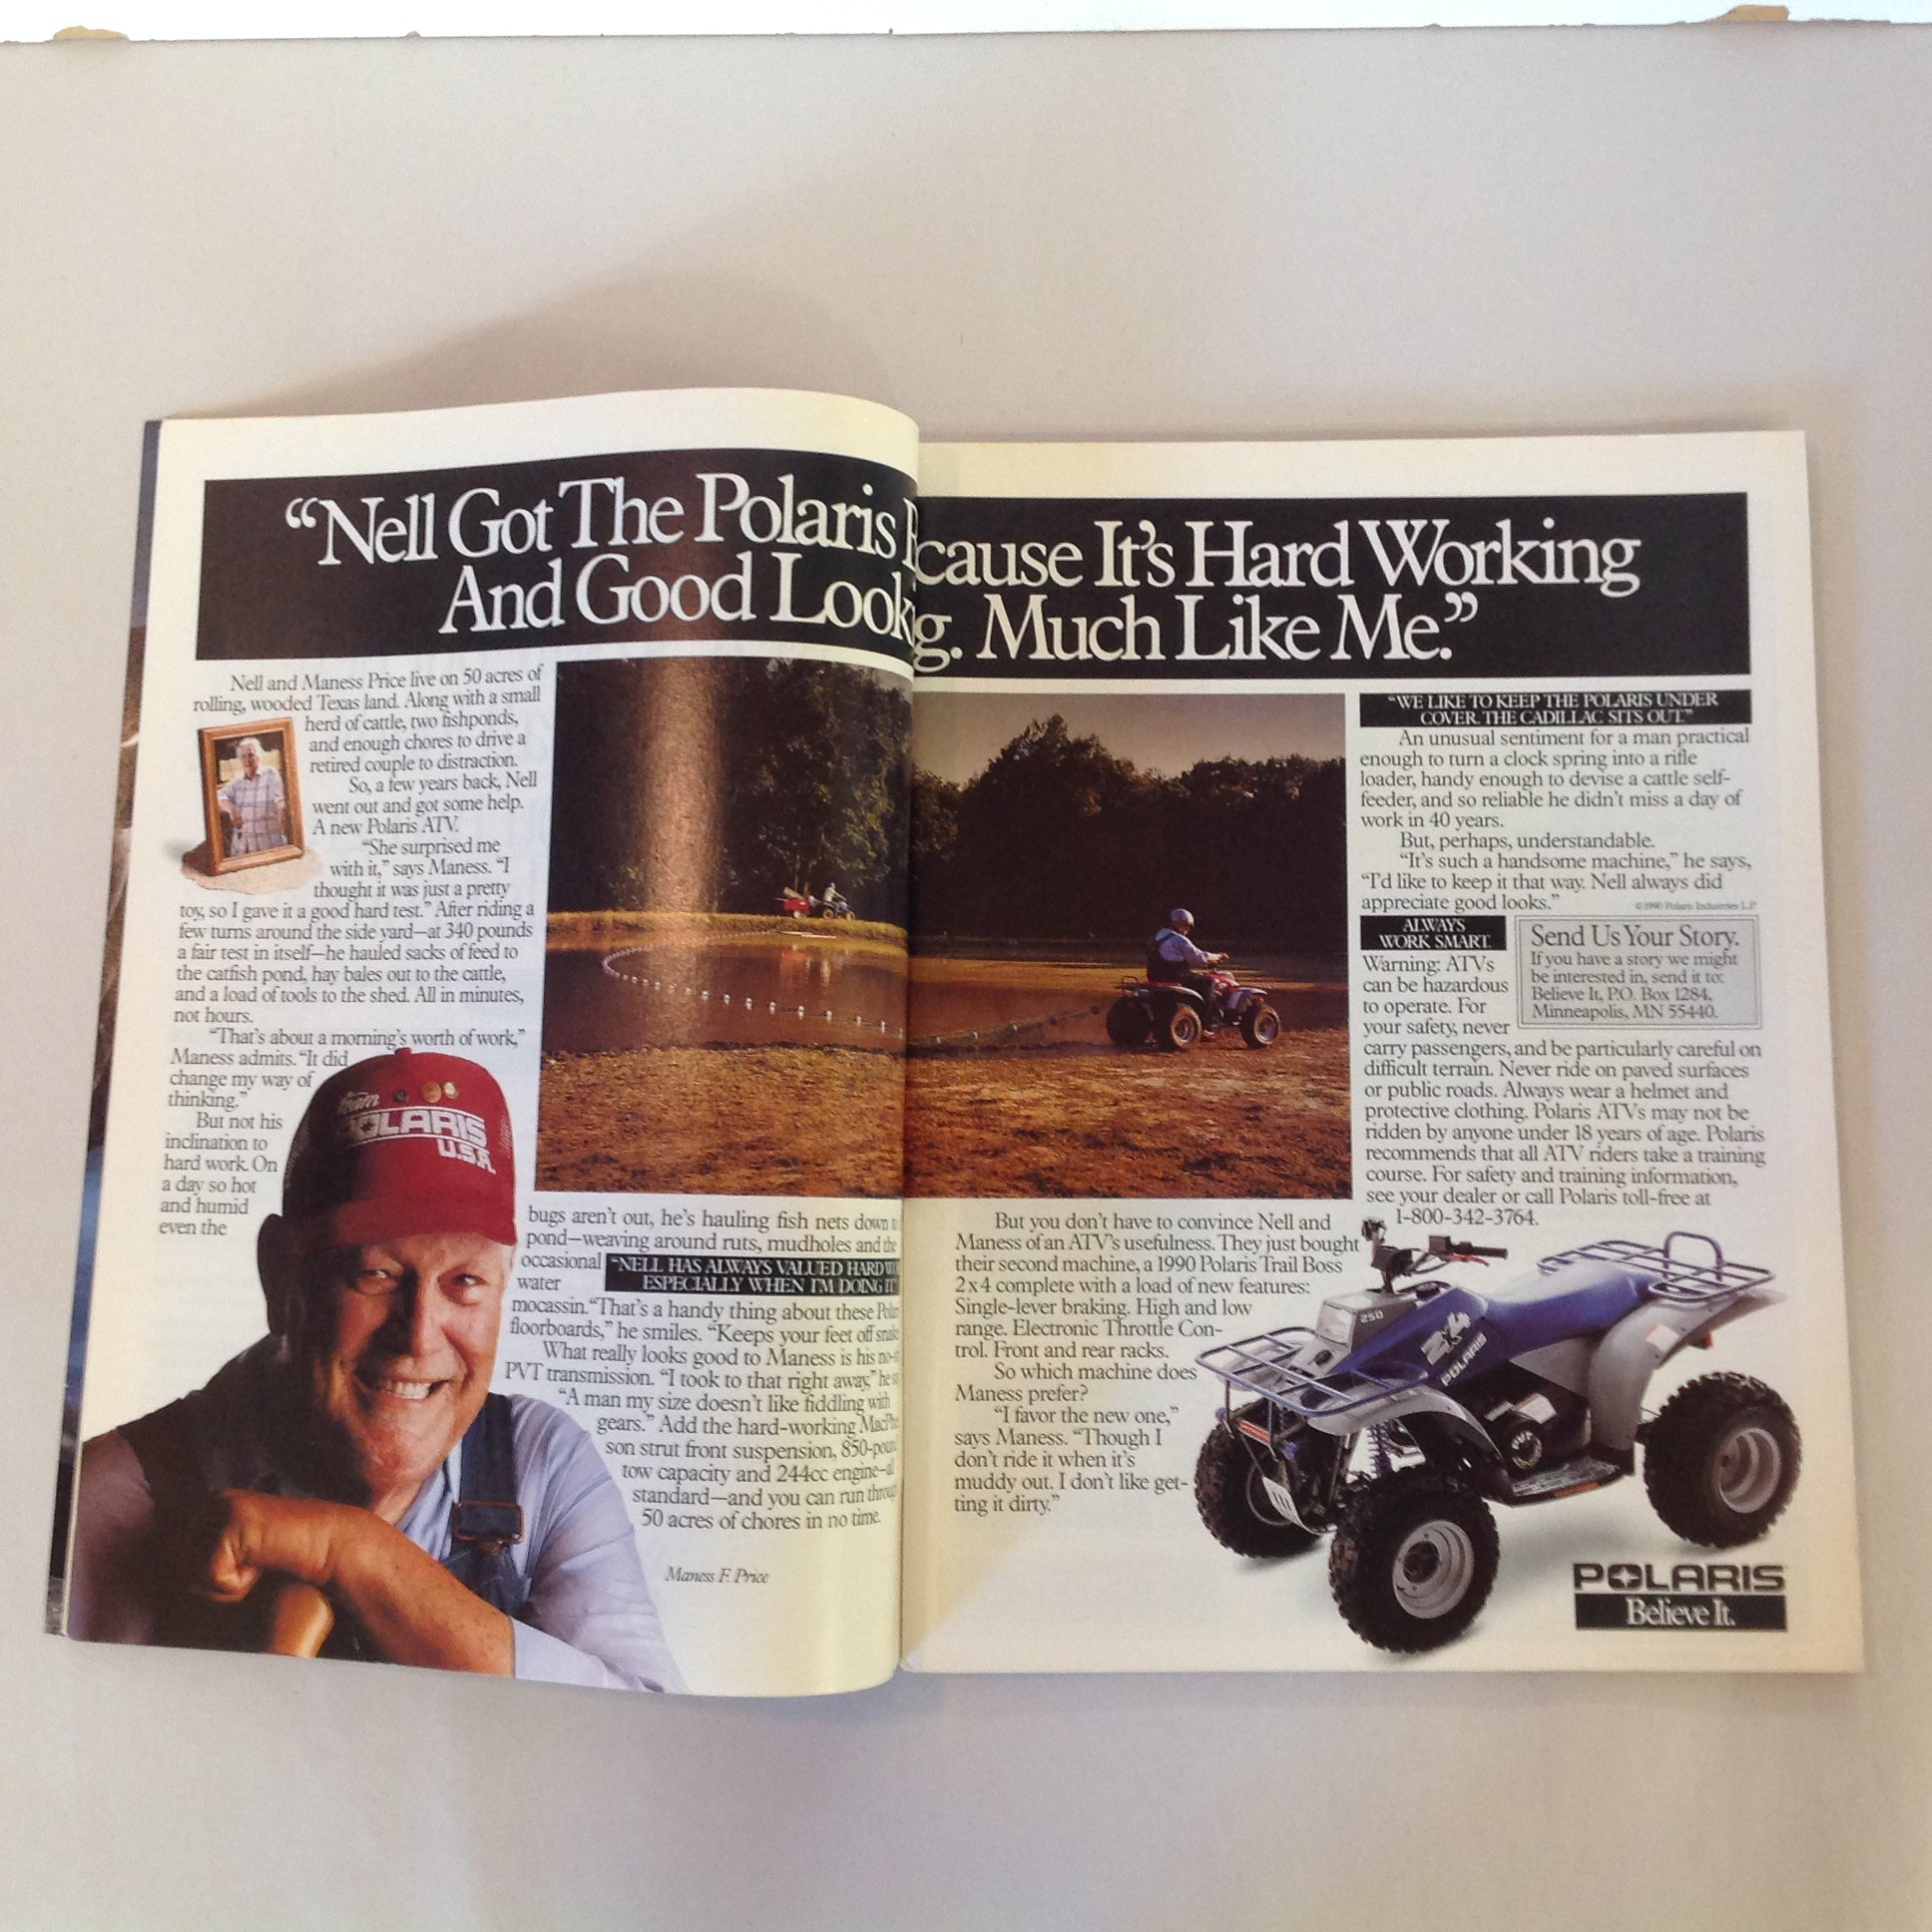 “Nell Got The Polaris cause It’s Hard Working
And Good Look g. Much Like Me.”
Nell and Maness Price live on 50 acres of
rolling, wooded Texas land. Along with a small
herd of cattle, two fishponds,
and enough chores to drive a
retired couple to distraction.
So, a few years back, Nell
went out and got some help.
A new Polaris ATV.
“She surprised me
with it,” says Maness. “I
thought it was just a pretty
toy, so I gave it a good hard test.” After riding a
few turns around the side yard—at 340 pounds
a fair test in itself—he hauled sacks of feed to
the catfish pond, hay bales out to the cattle,
and a load of tools to the shed. All in minutes,
not hours.
“That’s about a morning’s worth of work,”
Maness admits. “It did
change my way of
thinking.”
But not his
inclination to
hard work. On
a day so hot
and humid
even the
Team
POLARIS
U.S.A.
bugs aren’t out, he’s hauling fish nets down
pond—weaving around ruts, mudholes and the
occasional
water
“NELL HAS ALWAYS VALUED HARD
ESPECIALLY WHEN I’M DOING IT
mocassin. “That’s a handy thing about these
floorboards,” he smiles. “Keeps your feet off
What really looks good to Maness is his
PVT transmission. “I took to that right away,” he
“A man my size doesn’t like fiddling with
gears.” Add the hard-working
son strut front suspension,
tow capacity and 244cc engine—
standard—and you can run
50 acres of chores in no time.
Maness F. Price
But you don’t have to convince Nell and
Maness of an ATV’s usefulness. They just bought
their second machine, a 1990 Polaris Trail Boss
2x4 complete with a load of new features:
Single-lever braking. High and low
range. Electronic Throttle Con-
trol. Front and rear racks.
So which machine does
Maness prefer?
“I favor the new one,”
says Maness. “Though I
don’t ride it when it’s
muddy out. I don’t like get-
ting it dirty.”
“WE LIKE TO KEEP THE POLARIS UNDER
COVER. THE CADILLAC SITS OUT.”
An unusual sentiment for a man practical
enough to turn a clock spring into a rifle
loader, handy enough to devise a cattle self-
feeder, and so reliable he didn’t miss a day of
work in 40 years.
But, perhaps, understandable.
“It’s such a handsome machine,” he says,
“I’d like to keep it that way. Nell always did
appreciate good looks.”
©1990 Polaris Industries L.P.
ALWAYS
WORK SMART.
Warning: ATVs
can be hazardous
to operate. For
your safety, never
carry passengers, and be particularly careful on
difficult terrain. Never ride on paved surfaces
or public roads. Always wear a helmet and
protective clothing. Polaris ATVs may not be
ridden by anyone under 18 years of age. Polaris
recommends that all ATV riders take a training
course. For safety and training information,
see your dealer or call Polaris toll-free at
1-800-342-3764.
Send Us Your Story.
If you have a story we might
be interested in, send it to:
Believe It, P.O. Box 1284,
Minneapolis, MN 55440.
250
2x4
POLARIS
PVT
POLARIS
Believe It.